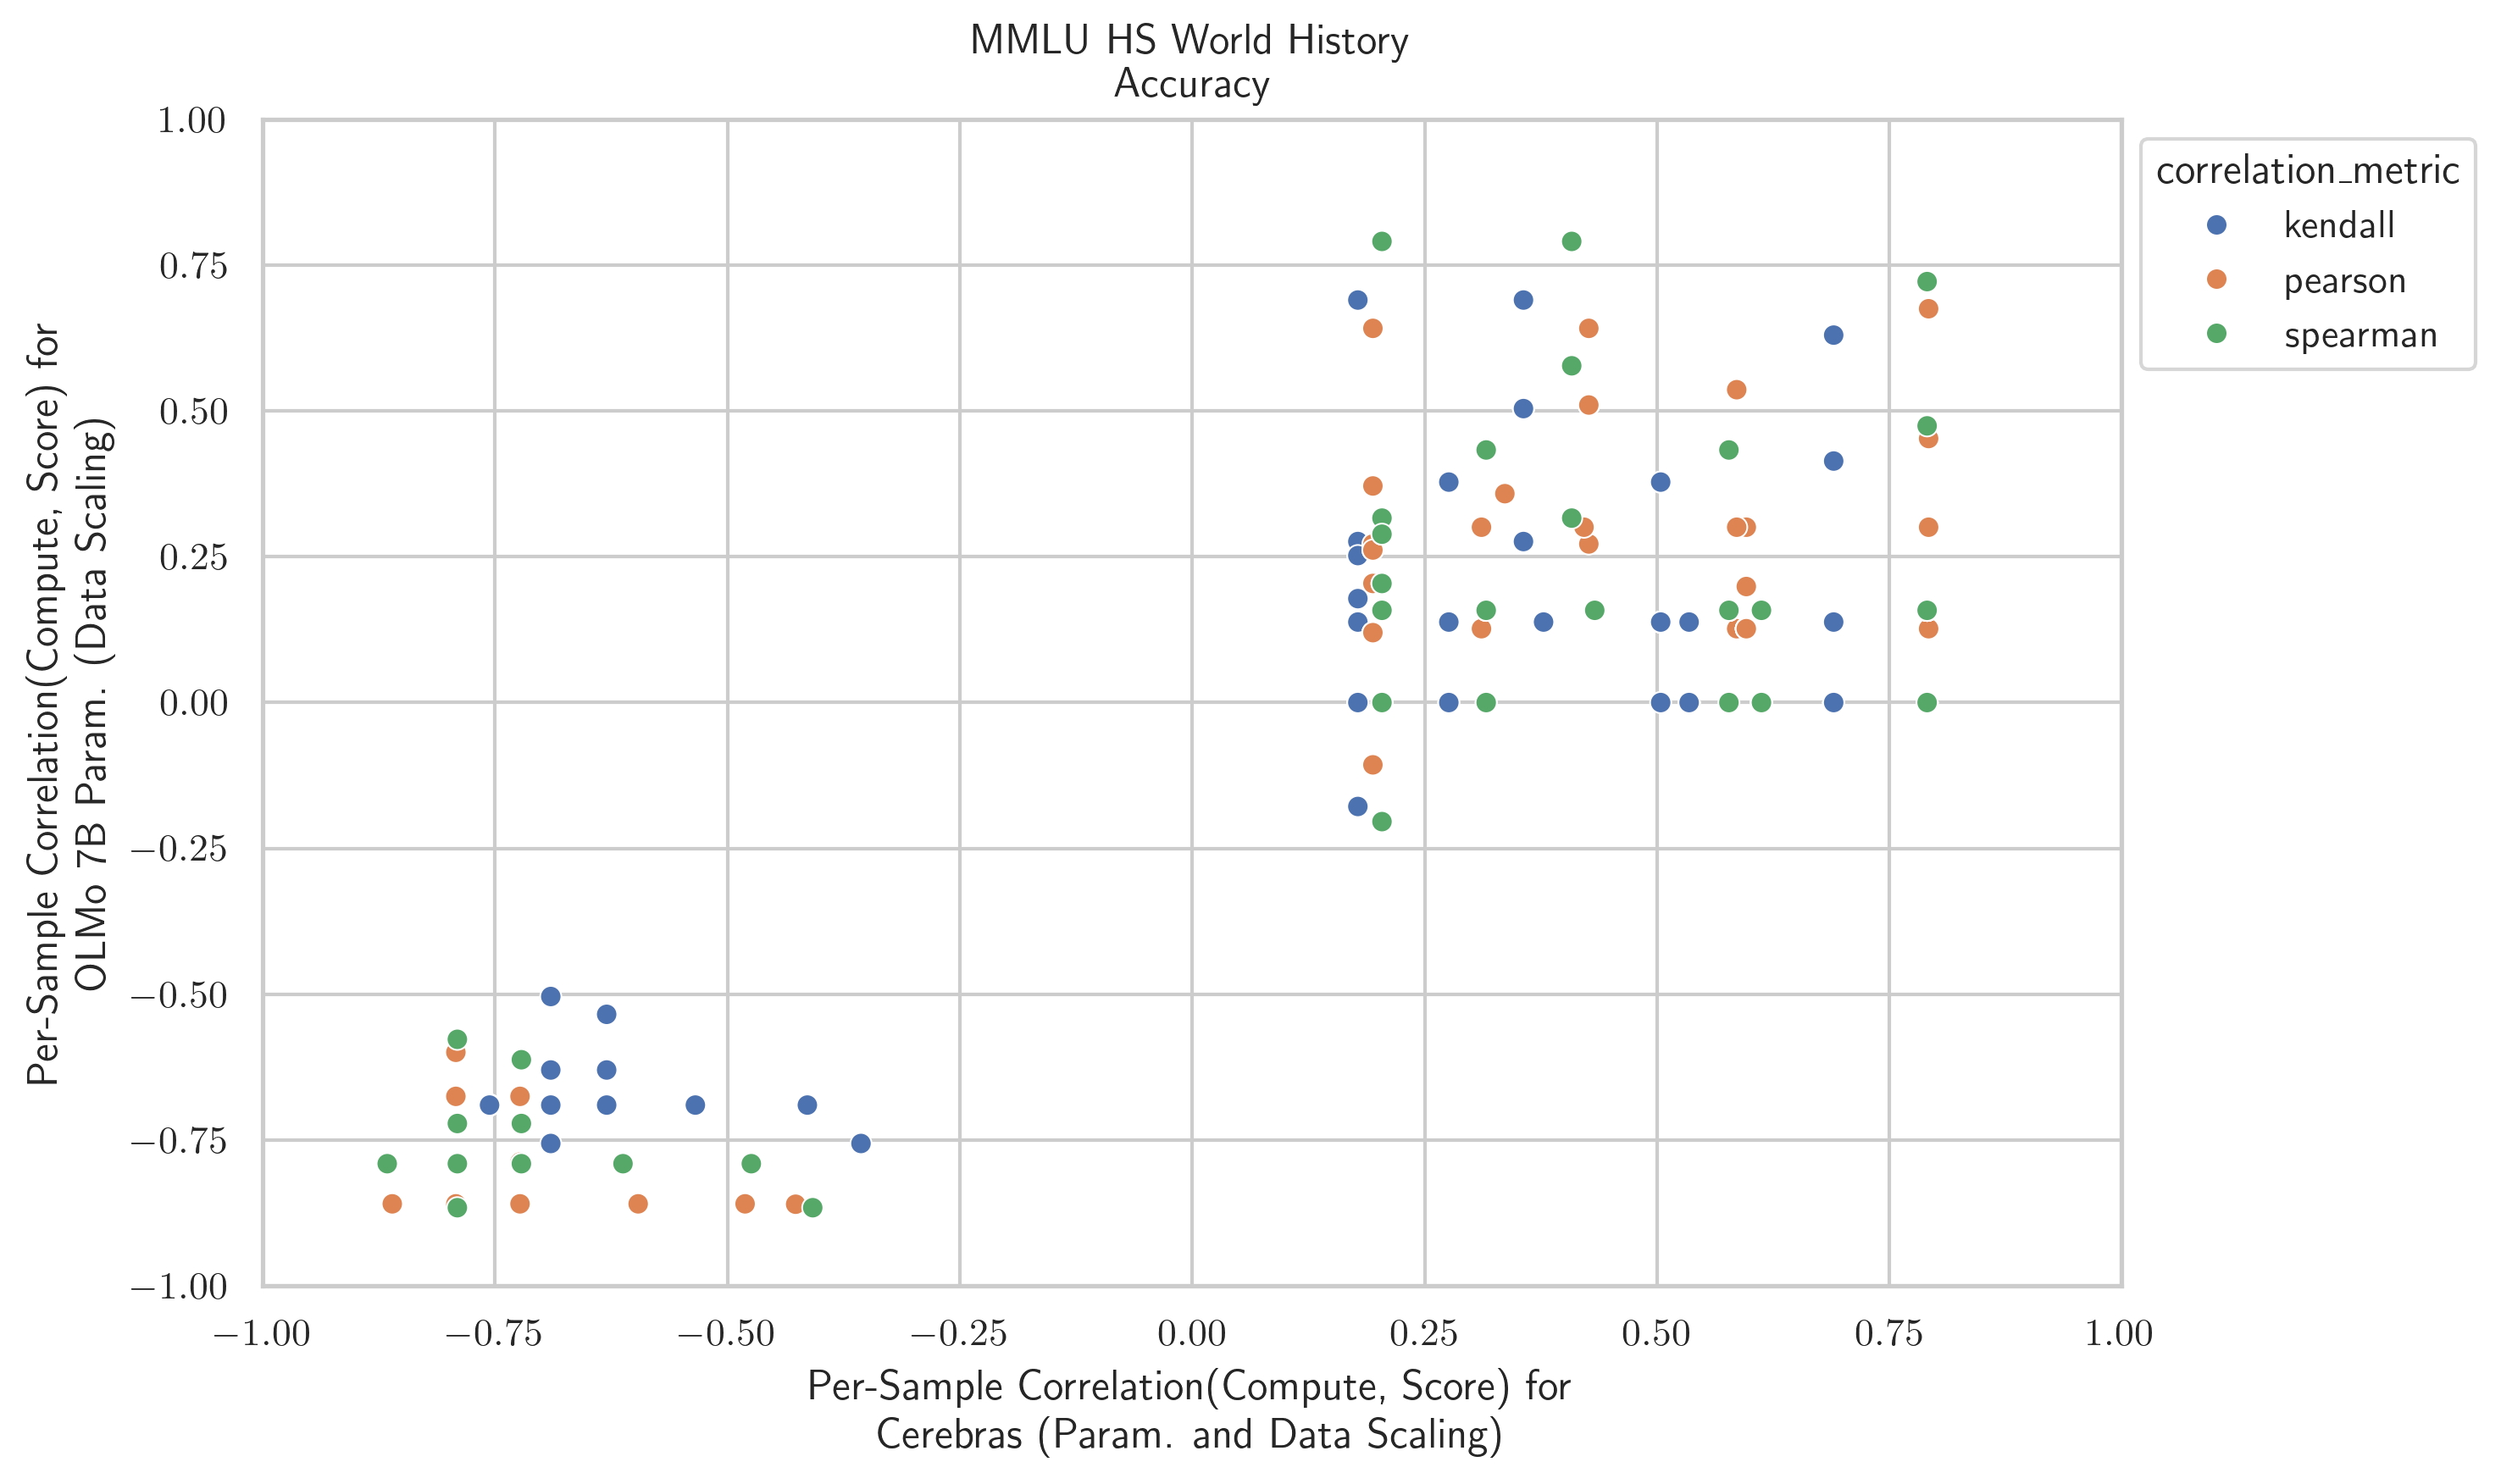 MMLU HS World History
Accuracy
Per-Sample Correlation(Compute, Score) for
OLMo 7B Param. (Data Scaling)
1.00
0.75
0.50
0.25
0.00
−0.25
−0.50
−0.75
−1.00
−1.00 −0.75 −0.50 −0.25 0.00 0.25 0.50 0.75 1.00
Per-Sample Correlation(Compute, Score) for
Cerebras (Param. and Data Scaling)
correlation_metric
kendall
pearson
spearman